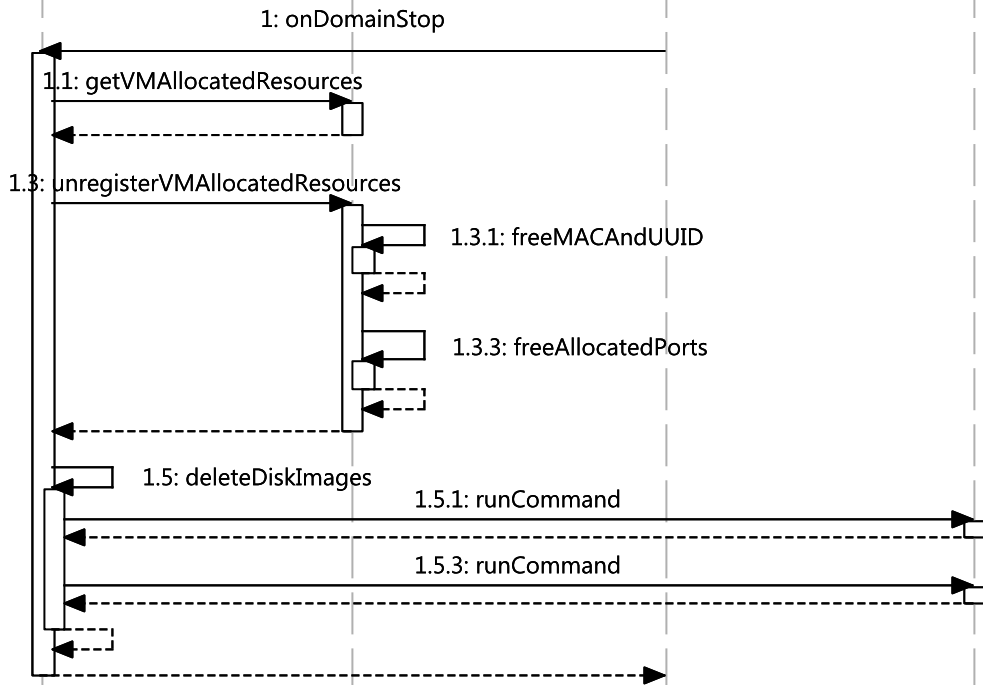 1: onDomainStop
1.1: getVMAllocatedResources
1.3: unregisterVMAllocatedResources
1.3.1: freeMACAndUUID
1.3.3: freeAllocatedPorts
1.5: deleteDiskImages
1.5.1: runCommand
1.5.3: runCommand